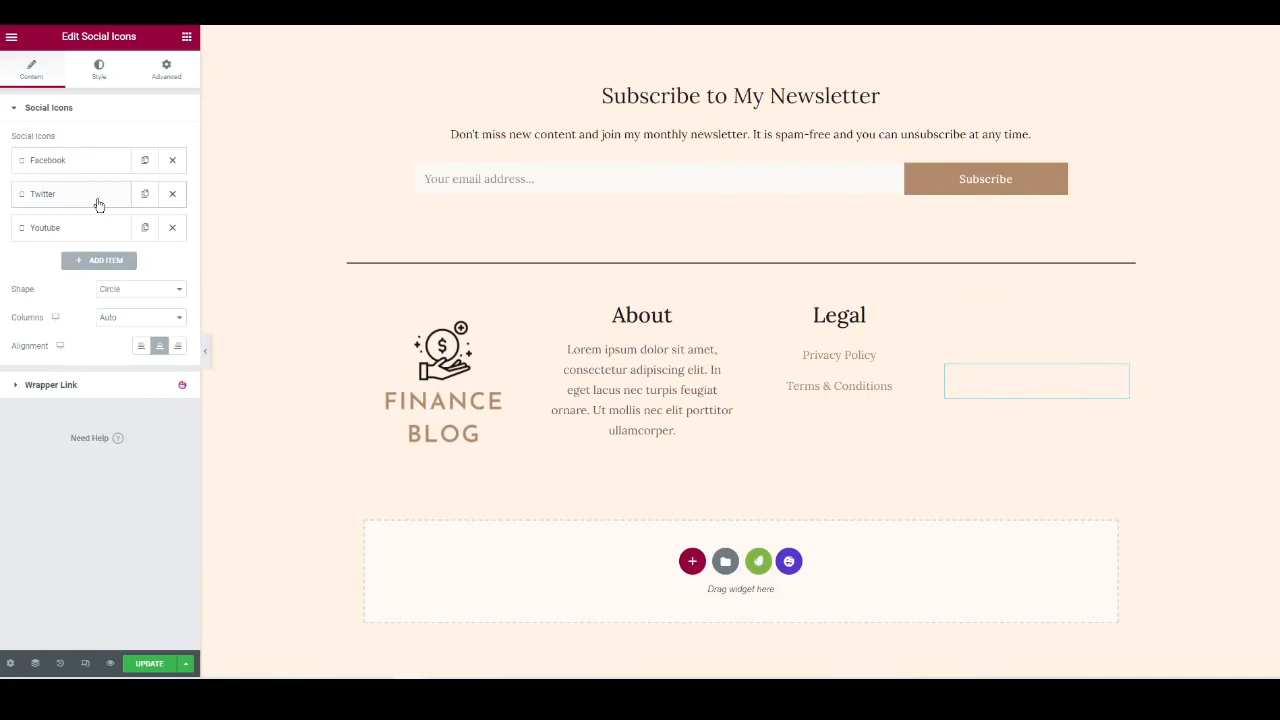 Edit Social Icons
Content
Style
Advanced
Social Icons
Social Icons
Facebook
Twitter
Youtube
+ ADD ITEM
Shape
Circle
Columns
Auto
Alignment
Wrapper Link
Need Help ?
UPDATE
Subscribe to My Newsletter
Don't miss new content and join my monthly newsletter. It is spam-free and you can unsubscribe at any time.
Your email address...
Subscribe
$
FINANCE
BLOG
About
Lorem ipsum dolor sit amet,
consectetur adipiscing elit. In
eget lacus nec turpis feugiat
ornare. Ut mollis nec elit porttitor
ullamcorper.
Legal
Privacy Policy
Terms & Conditions
Drag widget here